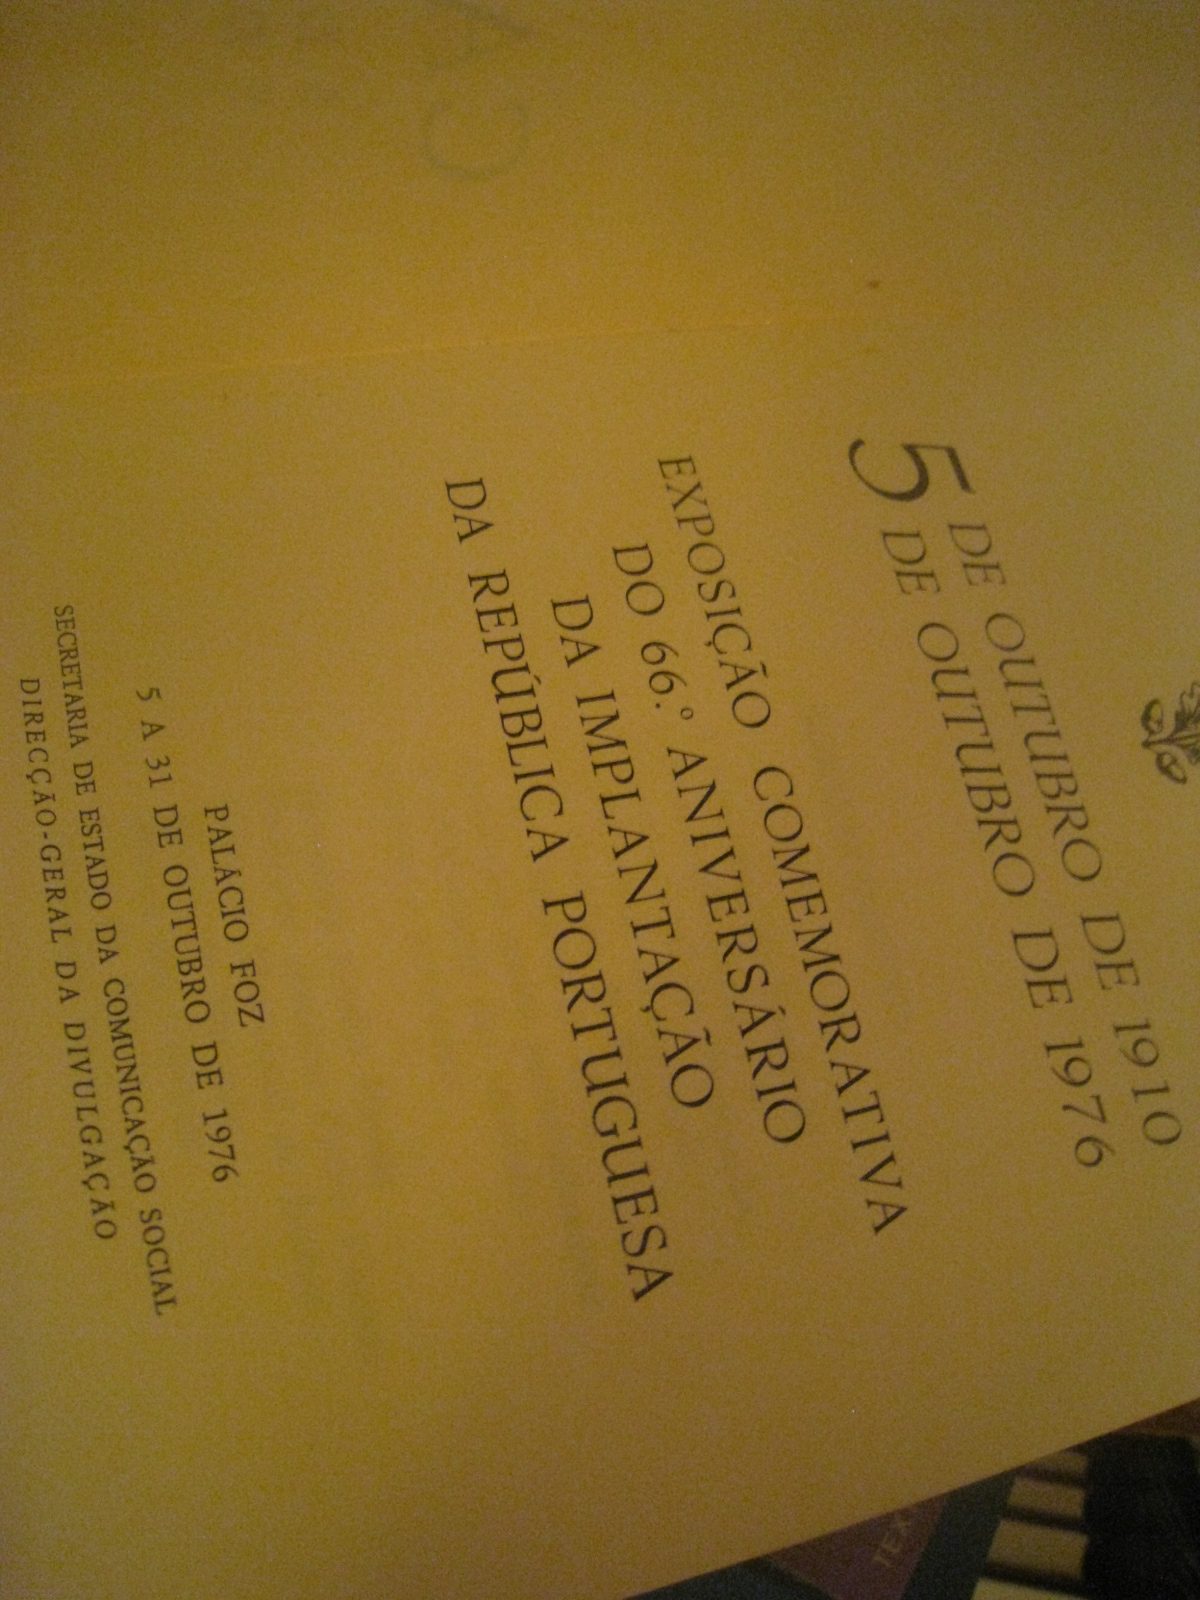 5 DE OUTUBRO DE 1910
DE OUTUBRO DE 1976
EXPOSIÇÃO COMEMORATIVA
DO 66.º ANIVERSÁRIO
DA IMPLANTAÇÃO
DA REPÚBLICA PORTUGUESA
PALÁCIO FOZ
5 A 31 DE OUTUBRO DE 1976
SECRETARIA DE ESTADO DA COMUNICAÇÃO SOCIAL
DIRECÇÃO-GERAL DA DIVULGAÇÃO